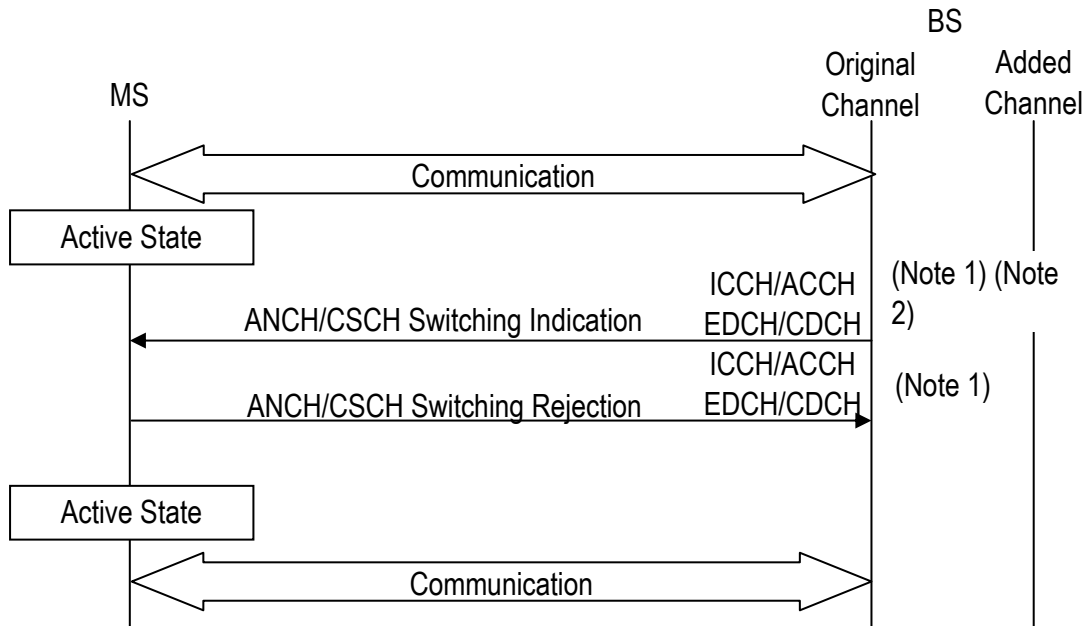 BS
MS
Original
Channel
Added
Channel
Communication
Active State
ICCH/ACCH
EDCH/CDCH
(Note 1) (Note
2)
ANCH/CSCH Switching Indication
ICCH/ACCH
EDCH/CDCH
(Note 1)
ANCH/CSCH Switching Rejection
Active State
Communication